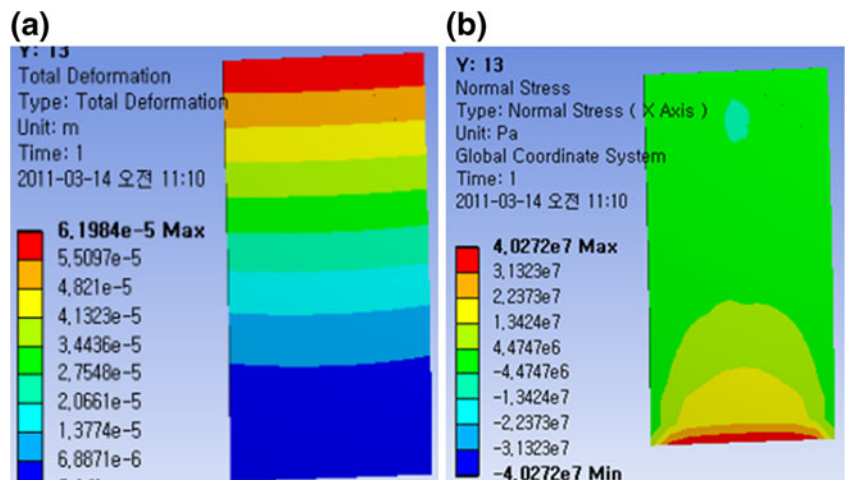 (a)
Y: 13
Total Deformation
Type: Total Deformation
Unit: m
Time: 1
2011-03-14 오전 11:10
6,1984e-5 Max
5,5097e-5
4,821e-5
4,1323e-5
3,4436e-5
2,7548e-5
2,0661e-5
1,3774e-5
6,8871e-6
(b)
Y: 13
Normal Stress
Type: Normal Stress ( X Axis )
Unit: Pa
Global Coordinate System
Time: 1
2011-03-14 오전 11:10
4,0272e7 Max
3,1323e7
2,2373e7
1,3424e7
4,4747e6
-4,4747e6
-1,3424e7
-2,2373e7
-3,1323e7
-4,0272e7 Min